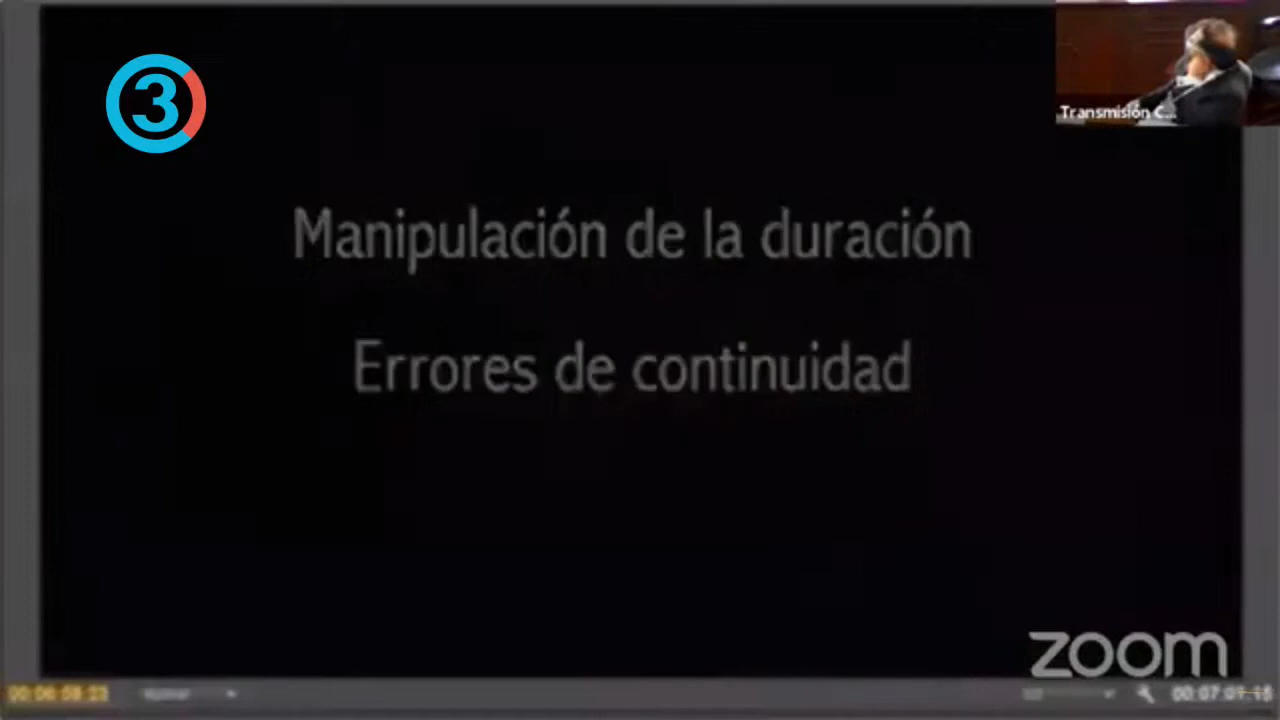 3
Transmisión C...
Manipulación de la duración
Errores de continuidad
zoom